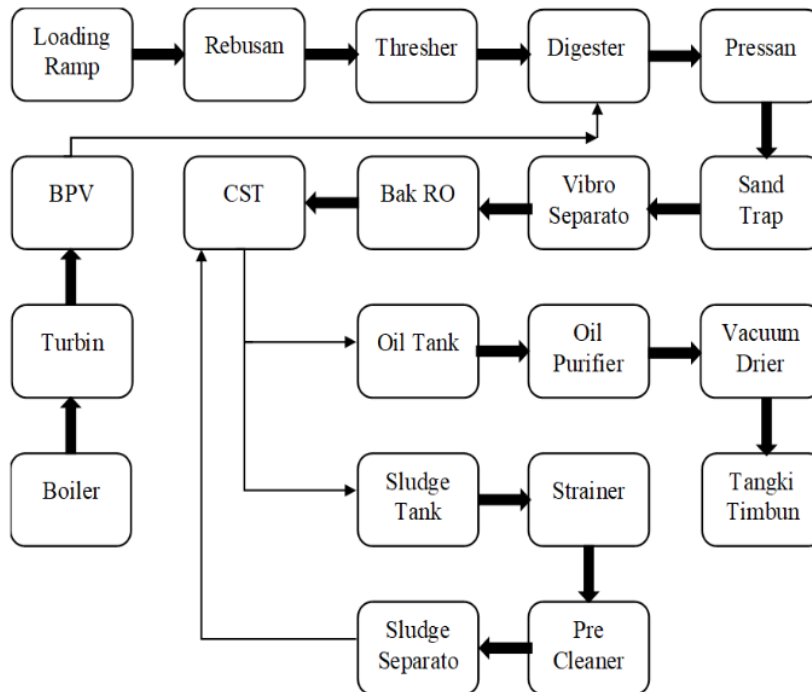 Loading
Ramp
Rebusan
Thresher
Digester
Pressan
BPV
CST
Bak RO
Vibro
Separato
Sand
Trap
Turbin
Oil Tank
Oil
Purifier
Vacuum
Drier
Boiler
Sludge
Tank
Strainer
Tangki
Timbun
Sludge
Separato
Pre
Cleaner